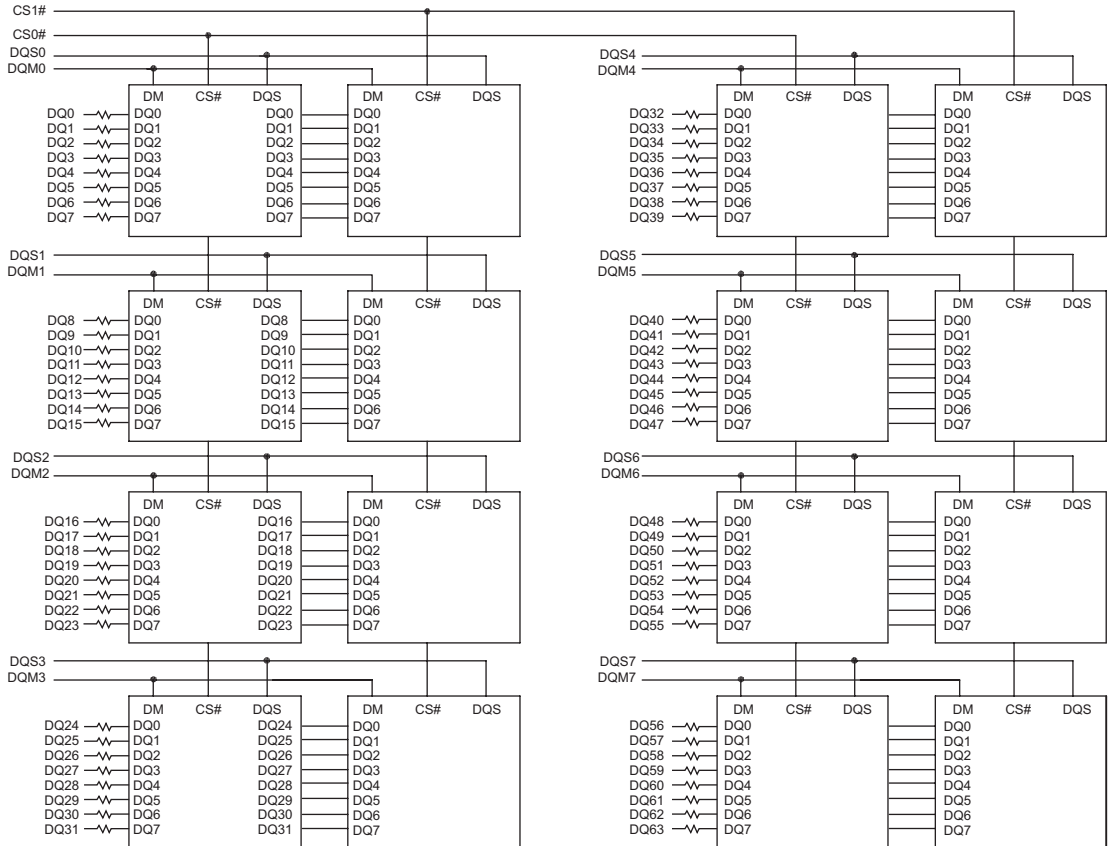 CS1#
CS0#
DQS0 DQS4
DQM0 DQM4
DM CS# DQS DM CS# DQS DM CS# DQS DM CS# DQS
DQ0 DQ0 DQ0 DQ0 DQ32 DQ0 DQ0
DQ1 DQ1 DQ1 DQ1 DQ33 DQ1 DQ1
DQ2 DQ2 DQ2 DQ2 DQ34 DQ2 DQ2
DQ3 DQ3 DQ3 DQ3 DQ35 DQ3 DQ3
DQ4 DQ4 DQ4 DQ4 DQ36 DQ4 DQ4
DQ5 DQ5 DQ5 DQ5 DQ37 DQ5 DQ5
DQ6 DQ6 DQ6 DQ6 DQ38 DQ6 DQ6
DQ7 DQ7 DQ7 DQ7 DQ39 DQ7 DQ7
DQS1 DQS5
DQM1 DQM5
DM CS# DQS DM CS# DQS DM CS# DQS DM CS# DQS
DQ8 DQ0 DQ8 DQ0 DQ40 DQ0 DQ0
DQ9 DQ1 DQ9 DQ1 DQ41 DQ1 DQ1
DQ10 DQ2 DQ10 DQ2 DQ42 DQ2 DQ2
DQ11 DQ3 DQ11 DQ3 DQ43 DQ3 DQ3
DQ12 DQ4 DQ12 DQ4 DQ44 DQ4 DQ4
DQ13 DQ5 DQ13 DQ5 DQ45 DQ5 DQ5
DQ14 DQ6 DQ14 DQ6 DQ46 DQ6 DQ6
DQ15 DQ7 DQ15 DQ7 DQ47 DQ7 DQ7
DQS2 DQS6
DQM2 DQM6
DM CS# DQS DM CS# DQS DM CS# DQS DM CS# DQS
DQ16 DQ0 DQ16 DQ0 DQ48 DQ0 DQ0
DQ17 DQ1 DQ17 DQ1 DQ49 DQ1 DQ1
DQ18 DQ2 DQ18 DQ2 DQ50 DQ2 DQ2
DQ19 DQ3 DQ19 DQ3 DQ51 DQ3 DQ3
DQ20 DQ4 DQ20 DQ4 DQ52 DQ4 DQ4
DQ21 DQ5 DQ21 DQ5 DQ53 DQ5 DQ5
DQ22 DQ6 DQ22 DQ6 DQ54 DQ6 DQ6
DQ23 DQ7 DQ23 DQ7 DQ55 DQ7 DQ7
DQS3 DQS7
DQM3 DQM7
DM CS# DQS DM CS# DQS DM CS# DQS DM CS# DQS
DQ24 DQ0 DQ24 DQ0 DQ56 DQ0 DQ0
DQ25 DQ1 DQ25 DQ1 DQ57 DQ1 DQ1
DQ26 DQ2 DQ26 DQ2 DQ58 DQ2 DQ2
DQ27 DQ3 DQ27 DQ3 DQ59 DQ3 DQ3
DQ28 DQ4 DQ28 DQ4 DQ60 DQ4 DQ4
DQ29 DQ5 DQ29 DQ5 DQ61 DQ5 DQ5
DQ30 DQ6 DQ30 DQ6 DQ62 DQ6 DQ6
DQ31 DQ7 DQ31 DQ7 DQ63 DQ7 DQ7